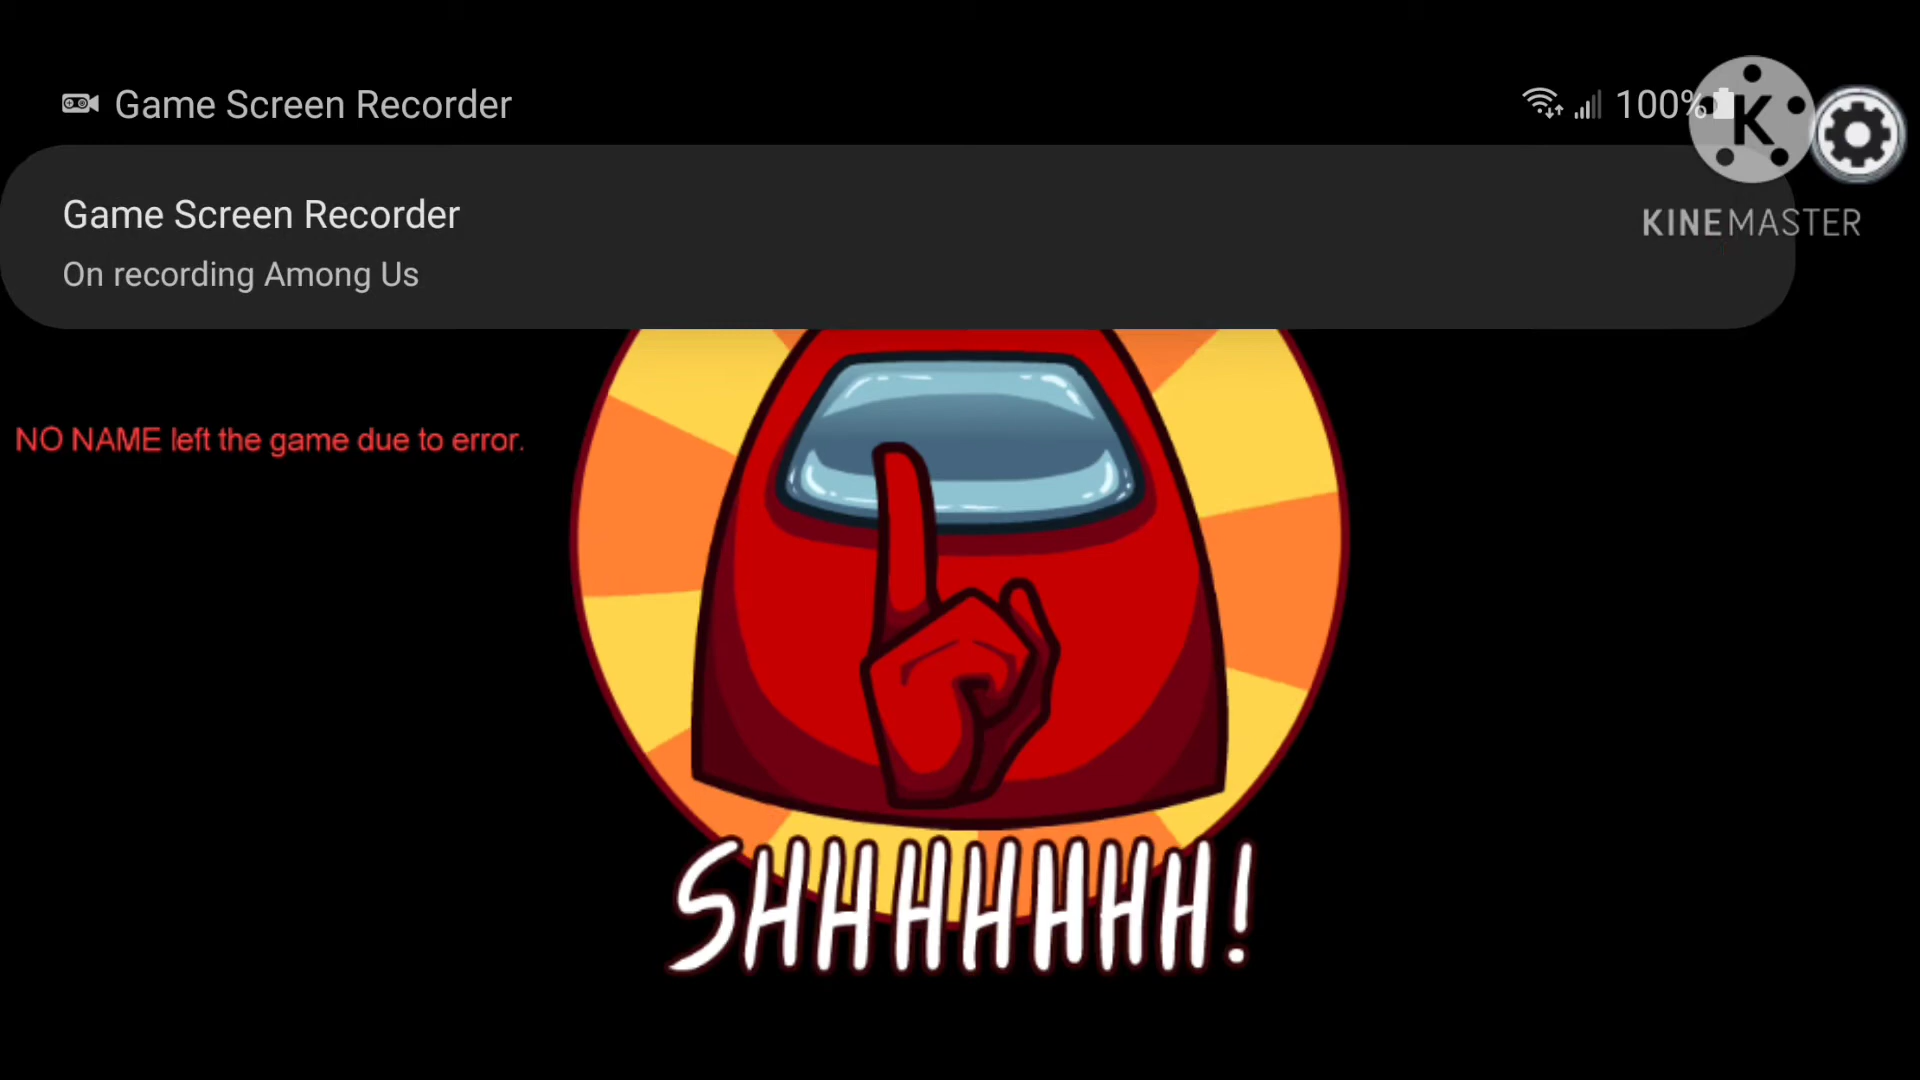 Game Screen Recorder
100%
K
Game Screen Recorder
KINEMASTER
On recording Among Us
NO NAME left the game due to error.
SHHHHHHH!